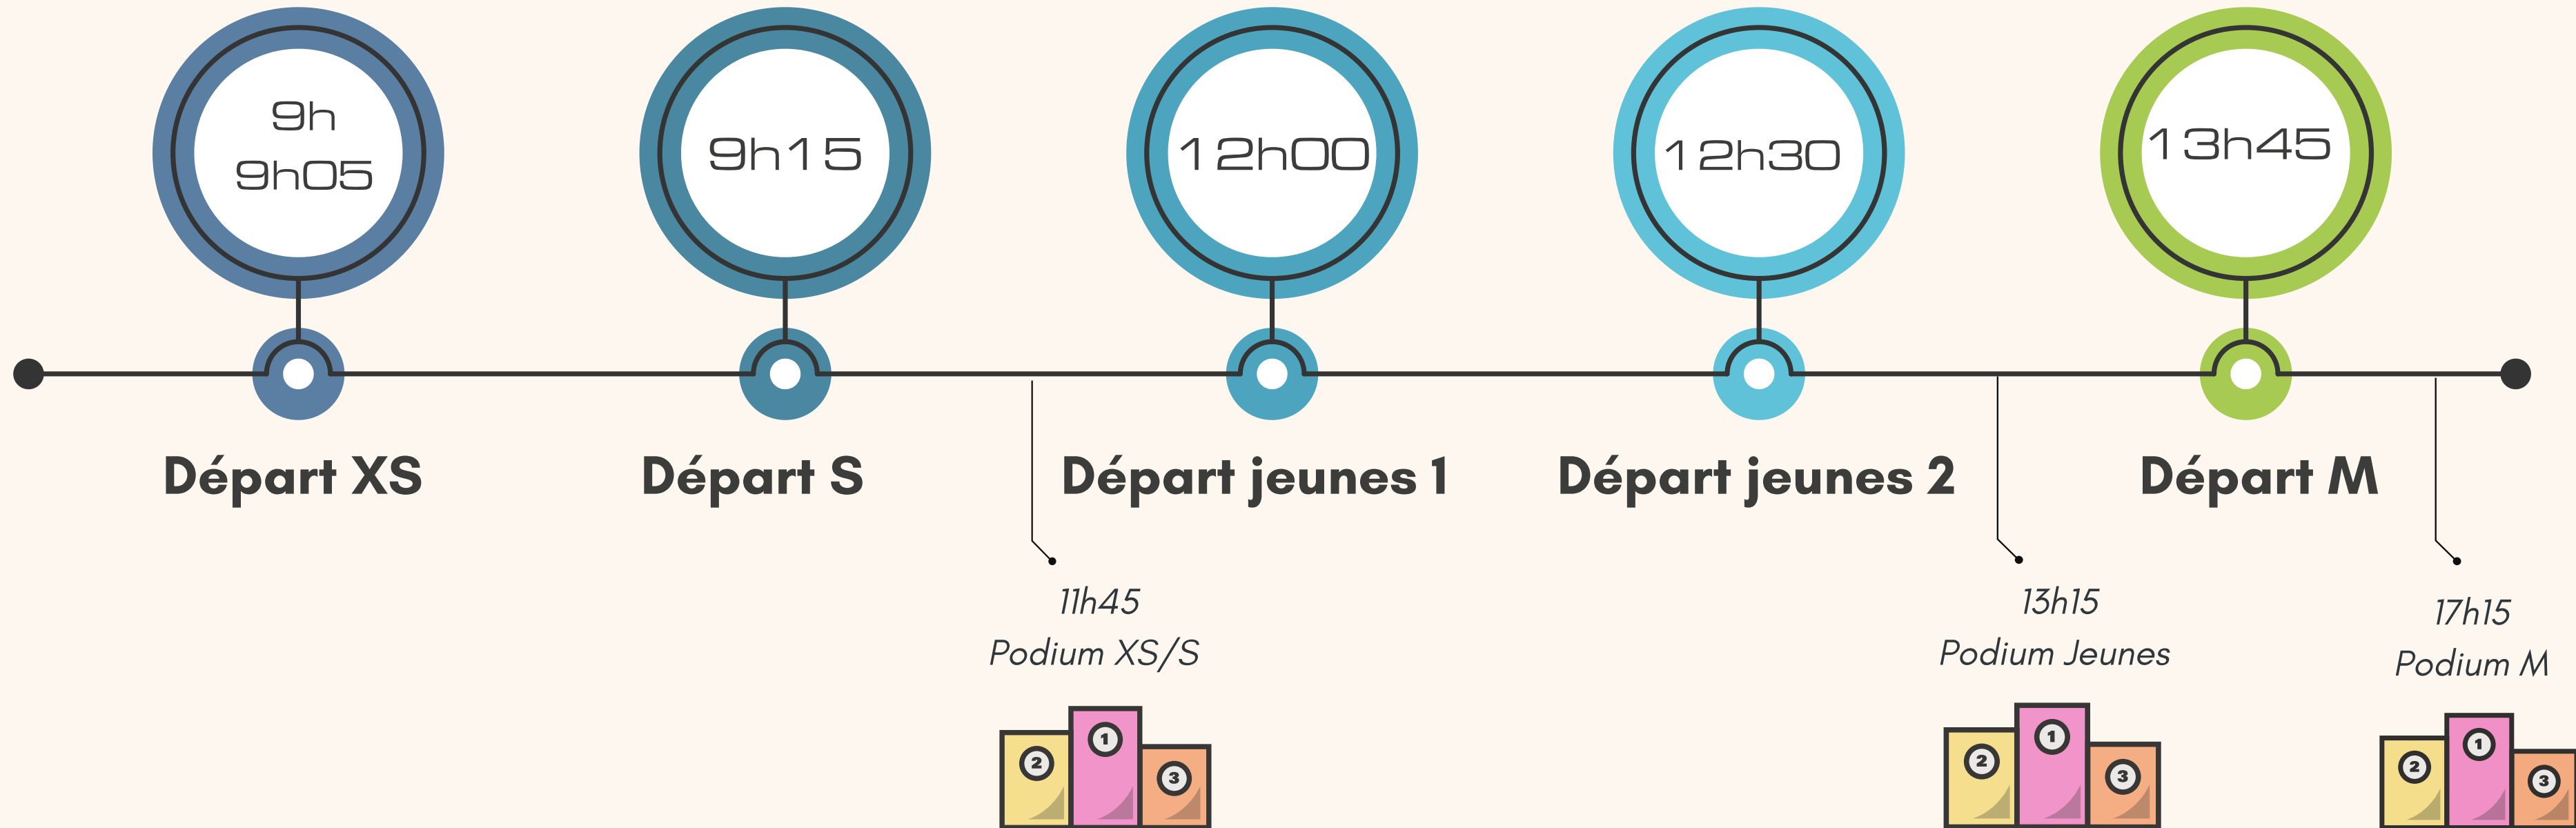 9h
9h05
9h15
12h00
12h30
13h45
Départ XS
Départ S
Départ jeunes 1
Départ jeunes 2
Départ M
11h45
Podium XS/S
13h15
Podium Jeunes
17h15
Podium M
2
1
3
2
1
3
2
1
3